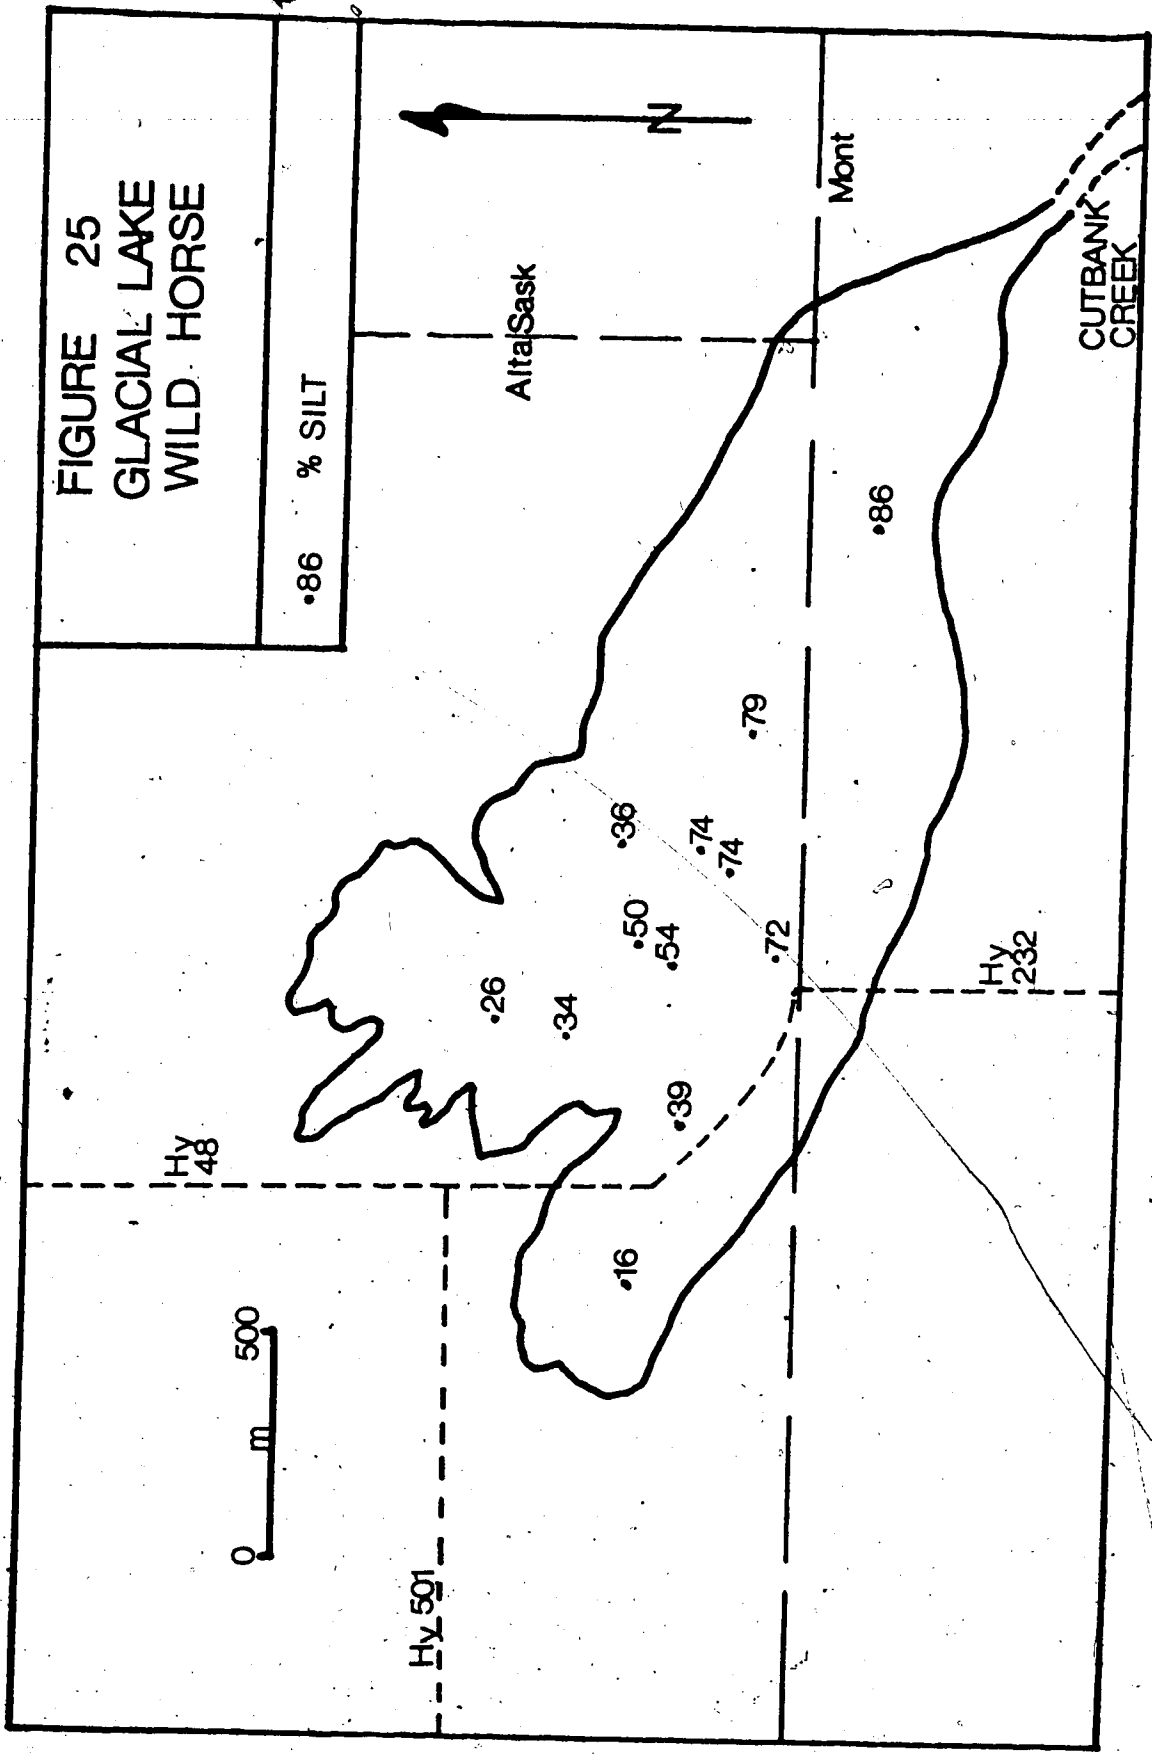 FIGURE 25
GLACIAL LAKE
WILD HORSE
•86 % SILT
N
Alta Sask
Mont
CUTBANK
CREEK
Hy
48
0 m 500
Hy 501
Hy
232
•26
•34
•36
•50
•54
•74
•74
•79
•72
•39
•16
•86